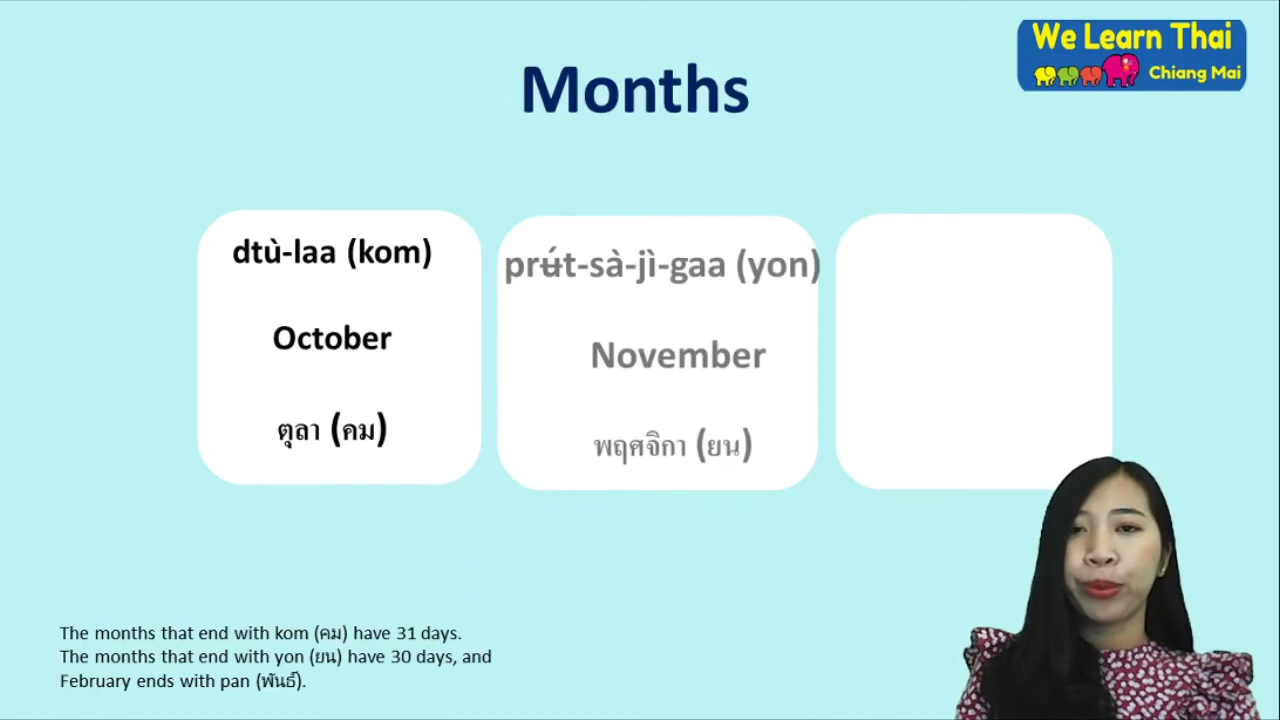 We Learn Thai
Chiang Mai
Months
dtù-laa (kom)
October
ตุลา (คม)
prʉ́t-sà-jì-gaa (yon)
November
พฤศจิกา (ยน)
The months that end with kom (คม) have 31 days.
The months that end with yon (ยน) have 30 days, and
February ends with pan (พันธ์).